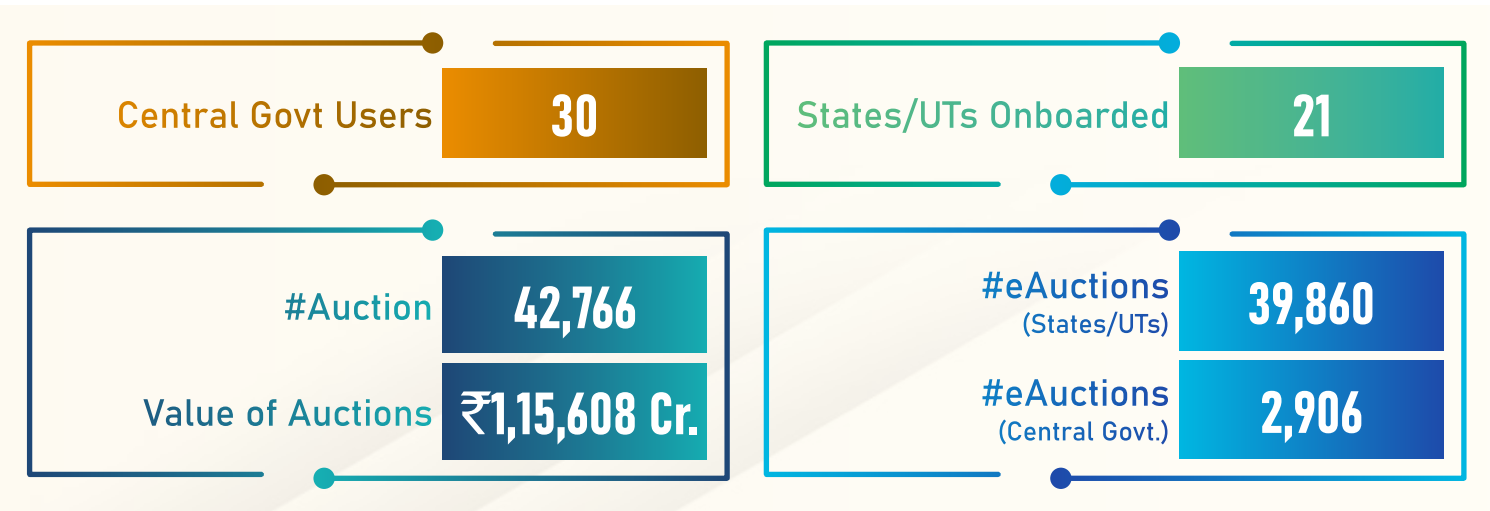 Central Govt Users 30
States/UTs Onboarded 21
#Auction 42,766
Value of Auctions ₹1,15,608 Cr.
#eAuctions
(States/UTs)
39,860
#eAuctions
(Central Govt.)
2,906